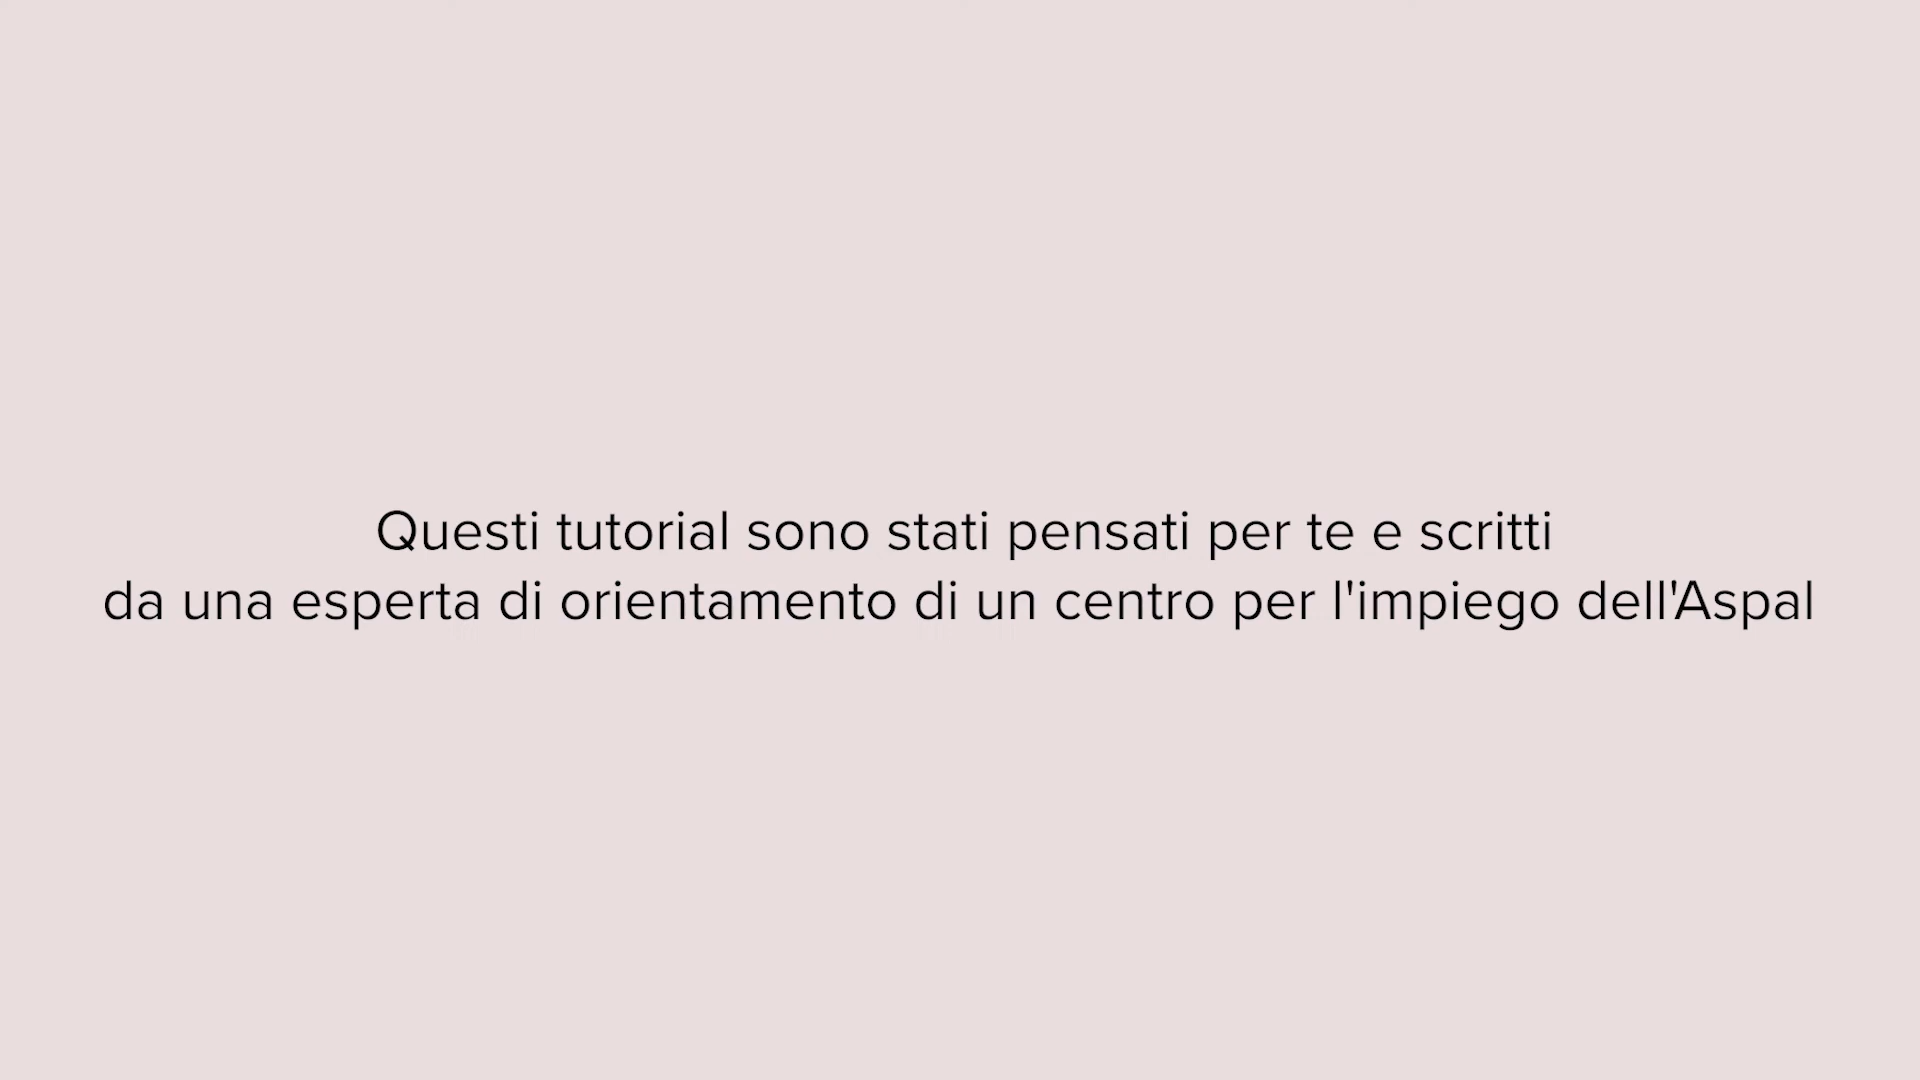 Questi tutorial sono stati pensati per te e scritti
da una esperta di orientamento di un centro per l'impiego dell'Aspal